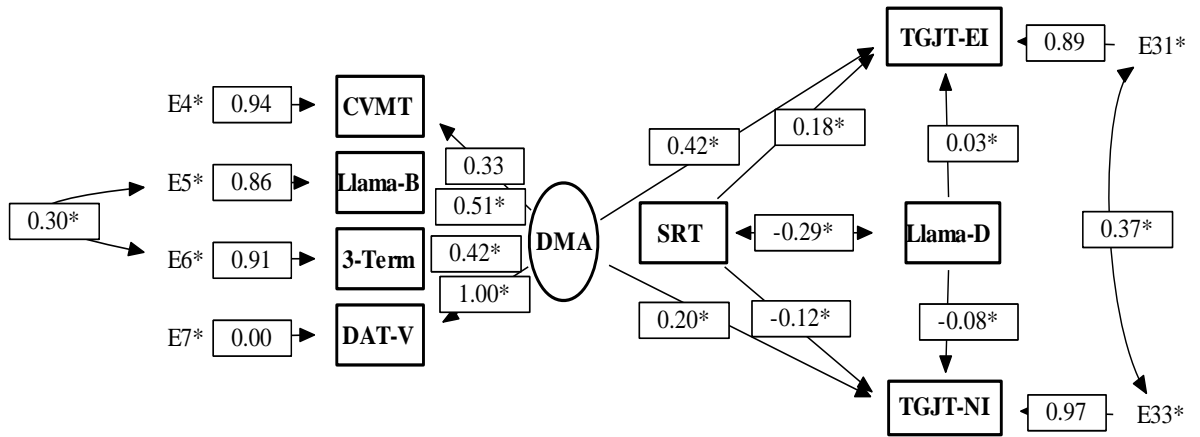 TGJT-EI
0.89
E31*
E4*
0.94
CVMT
0.18*
0.42*
0.03*
0.33
E5*
0.86
Llama-B
0.51*
0.30*
DMA
SRT
-0.29*
Llama-D
0.37*
E6*
0.91
3-Term
0.42*
1.00*
0.20*
-0.12*
-0.08*
E7*
0.00
DAT-V
TGJT-NI
0.97
E33*